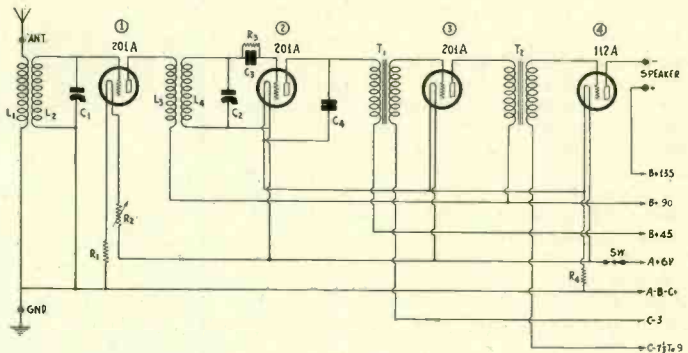 ANT.
① 201A
② 201A
③ 201A
④ 112A
R3
C3
T1
T2
- SPEAKER +
L1
L2
C1
L3
L4
C2
C4
R2
R1
R4
SW
B+135
B+90
B+45
A+6V
A-B-C+
C-3
C-7½ To 9
GND